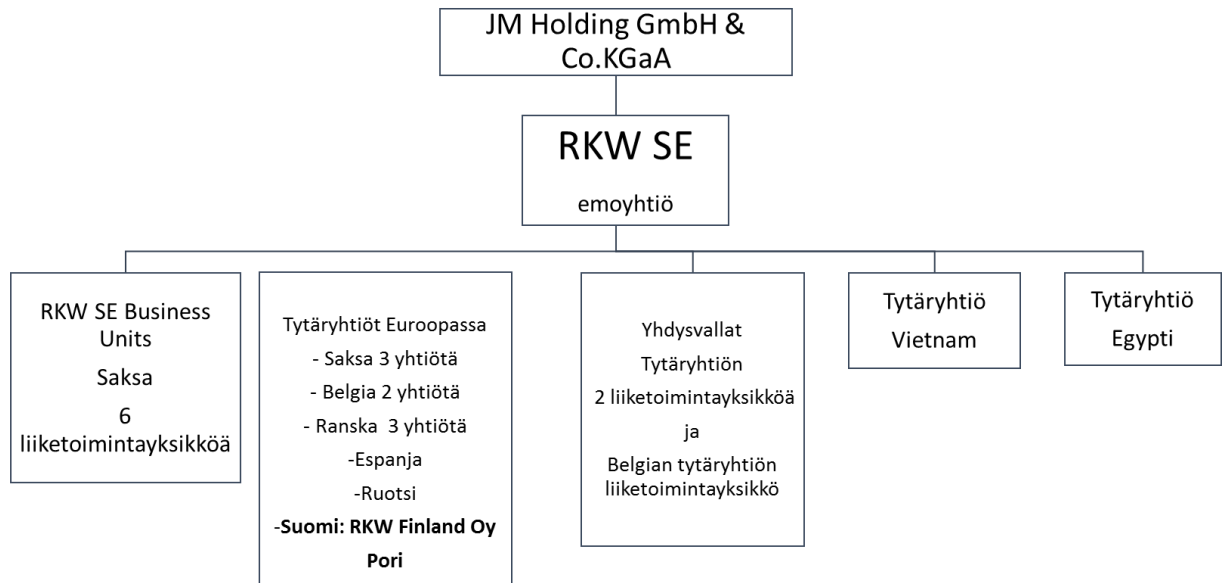 JM Holding GmbH &
Co.KGaA
RKW SE
emoyhtiö
RKW SE Business
Units
Saksa
6
liiketoimintayksikköä
Tytäryhtiöt Euroopassa
- Saksa 3 yhtiötä
- Belgia 2 yhtiötä
- Ranska 3 yhtiötä
-Espanja
-Ruotsi
-Suomi: RKW Finland Oy
Pori
Yhdysvallat
Tytäryhtiön
2 liiketoimintayksikköä
ja
Belgian tytäryhtiön
liiketoimintayksikkö
Tytäryhtiö
Vietnam
Tytäryhtiö
Egypti